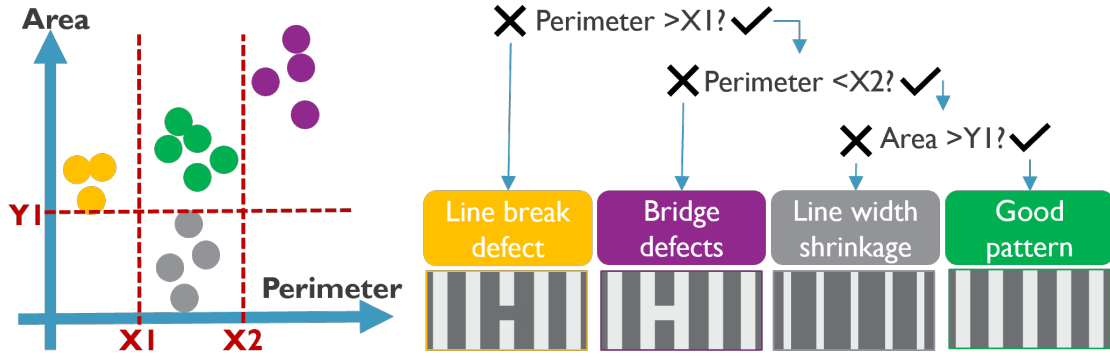 Area
Y1
Perimeter
X1
X2
Perimeter >X1?
Perimeter <X2?
Area >Y1?
Line break
defect
Bridge
defects
Line width
shrinkage
Good
pattern